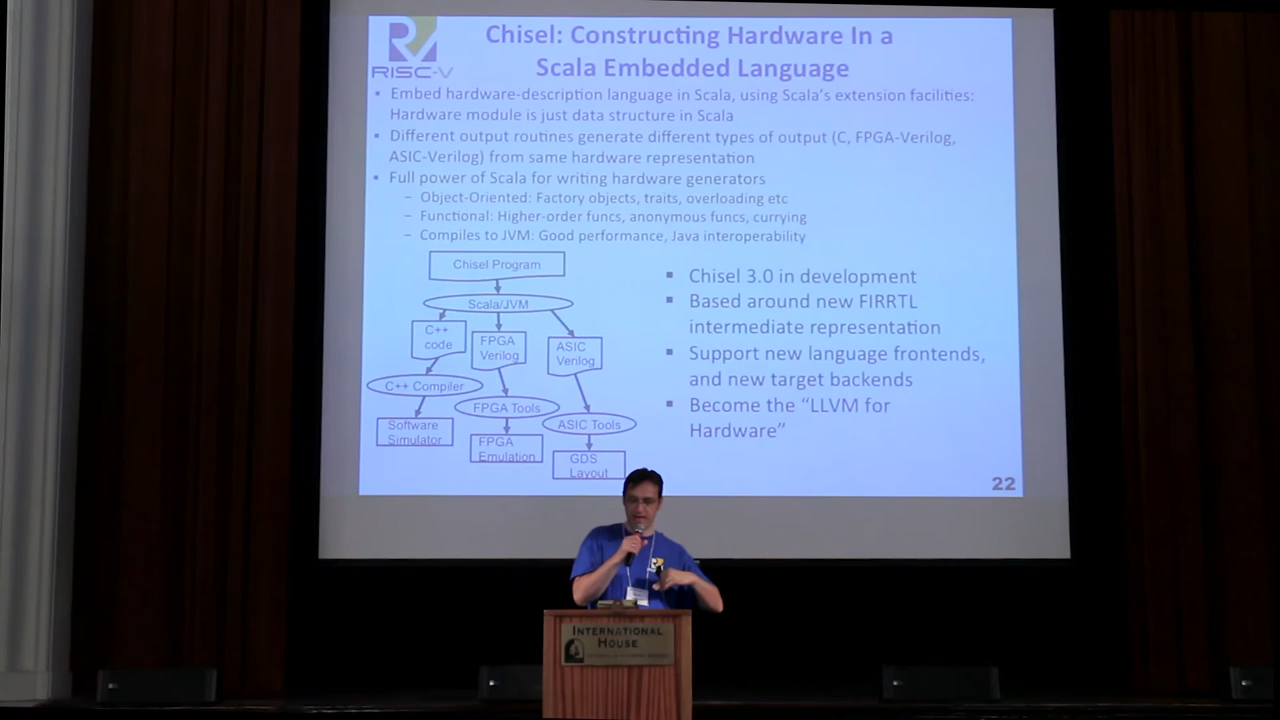 RISC-V
Chisel: Constructing Hardware In a
Scala Embedded Language
• Embed hardware-description language in Scala, using Scala's extension facilities:
Hardware module is just data structure in Scala
• Different output routines generate different types of output (C, FPGA-Verilog,
ASIC-Verilog) from same hardware representation
• Full power of Scala for writing hardware generators
– Object-Oriented: Factory objects, traits, overloading etc
– Functional: Higher-order funcs, anonymous funcs, currying
– Compiles to JVM: Good performance, Java interoperability
Chisel Program
Scala/JVM
C++
code
FPGA
Verilog
ASIC
Verilog
C++ Compiler
FPGA Tools
ASIC Tools
Software
Simulator
FPGA
Emulation
GDS
Layout
▪ Chisel 3.0 in development
▪ Based around new FIRRTL
intermediate representation
▪ Support new language frontends,
and new target backends
▪ Become the "LLVM for
Hardware"
22
INTERNATIONAL
HOUSE